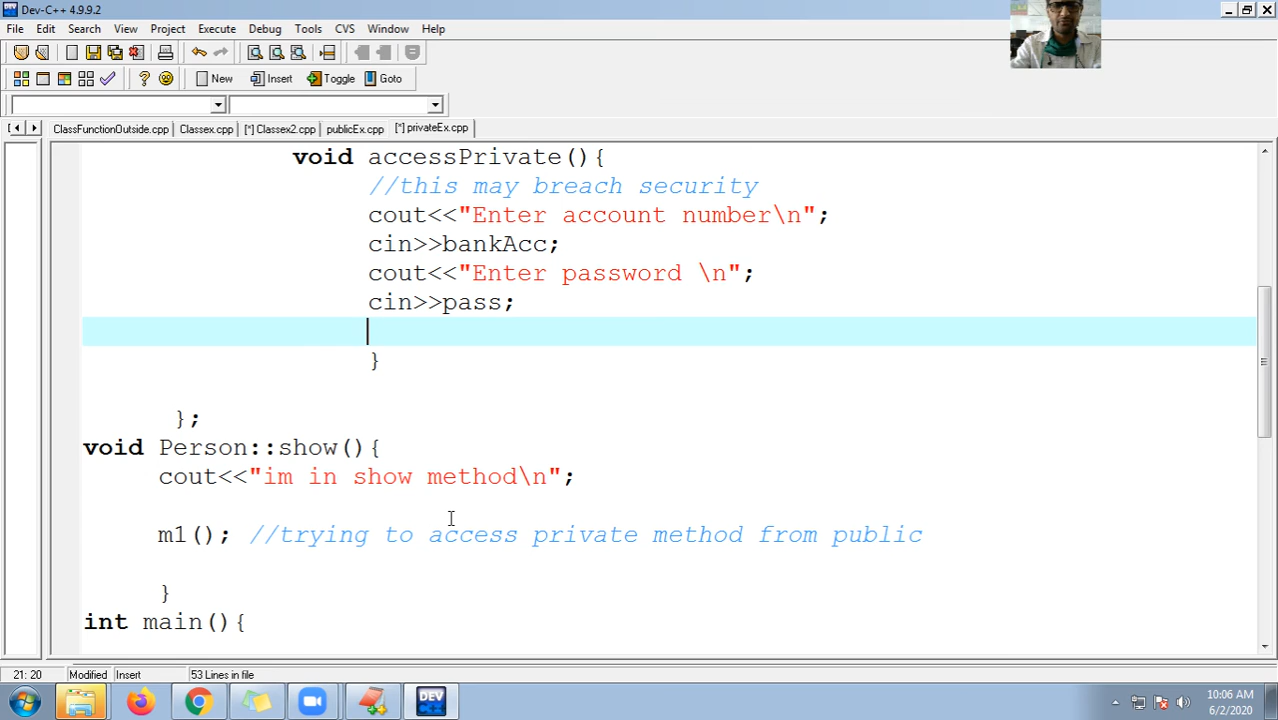 Dev-C++ 4.9.9.2
File Edit Search View Project Execute Debug Tools CVS Window Help
New Insert Toggle Goto
[ ClassFunctionOutside.cpp Classex.cpp [*] Classex2.cpp publicEx.cpp [*] privateEx.cpp
void accessPrivate(){
//this may breach security
cout<<"Enter account number\n";
cin>>bankAcc;
cout<<"Enter password \n";
cin>>pass;
}
};
void Person::show(){
cout<<"im in show method\n";
m1(); //trying to access private method from public
}
int main(){
21: 20 Modified Insert 53 Lines in file
DEV C++
10:06 AM
6/2/2020